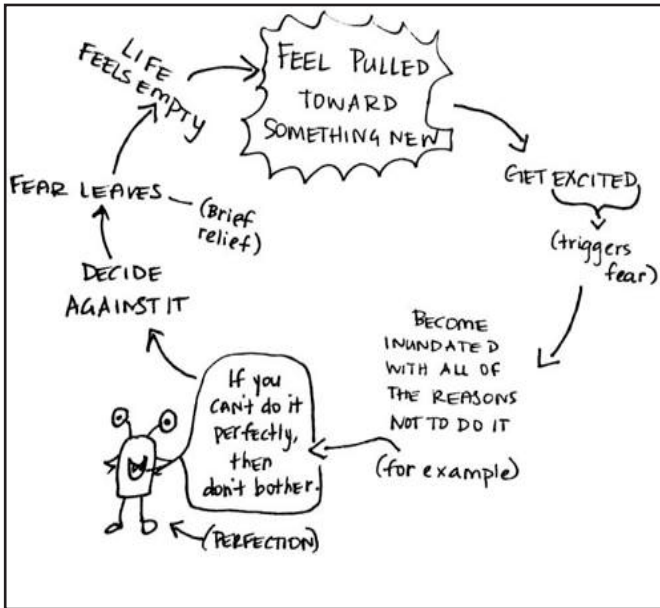 FEEL PULLED
TOWARD
SOMETHING NEW
GET EXCITED
(triggers
fear)
BECOME
INUNDATED
WITH ALL OF
THE REASONS
NOT TO DO IT
(for example)
If you
CAN'T do it
perfectly,
then
don't bother.
(PERFECTION)
DECIDE
AGAINST IT
FEAR LEAVES
(Brief
relief)
LIFE
FEELS EMPTY